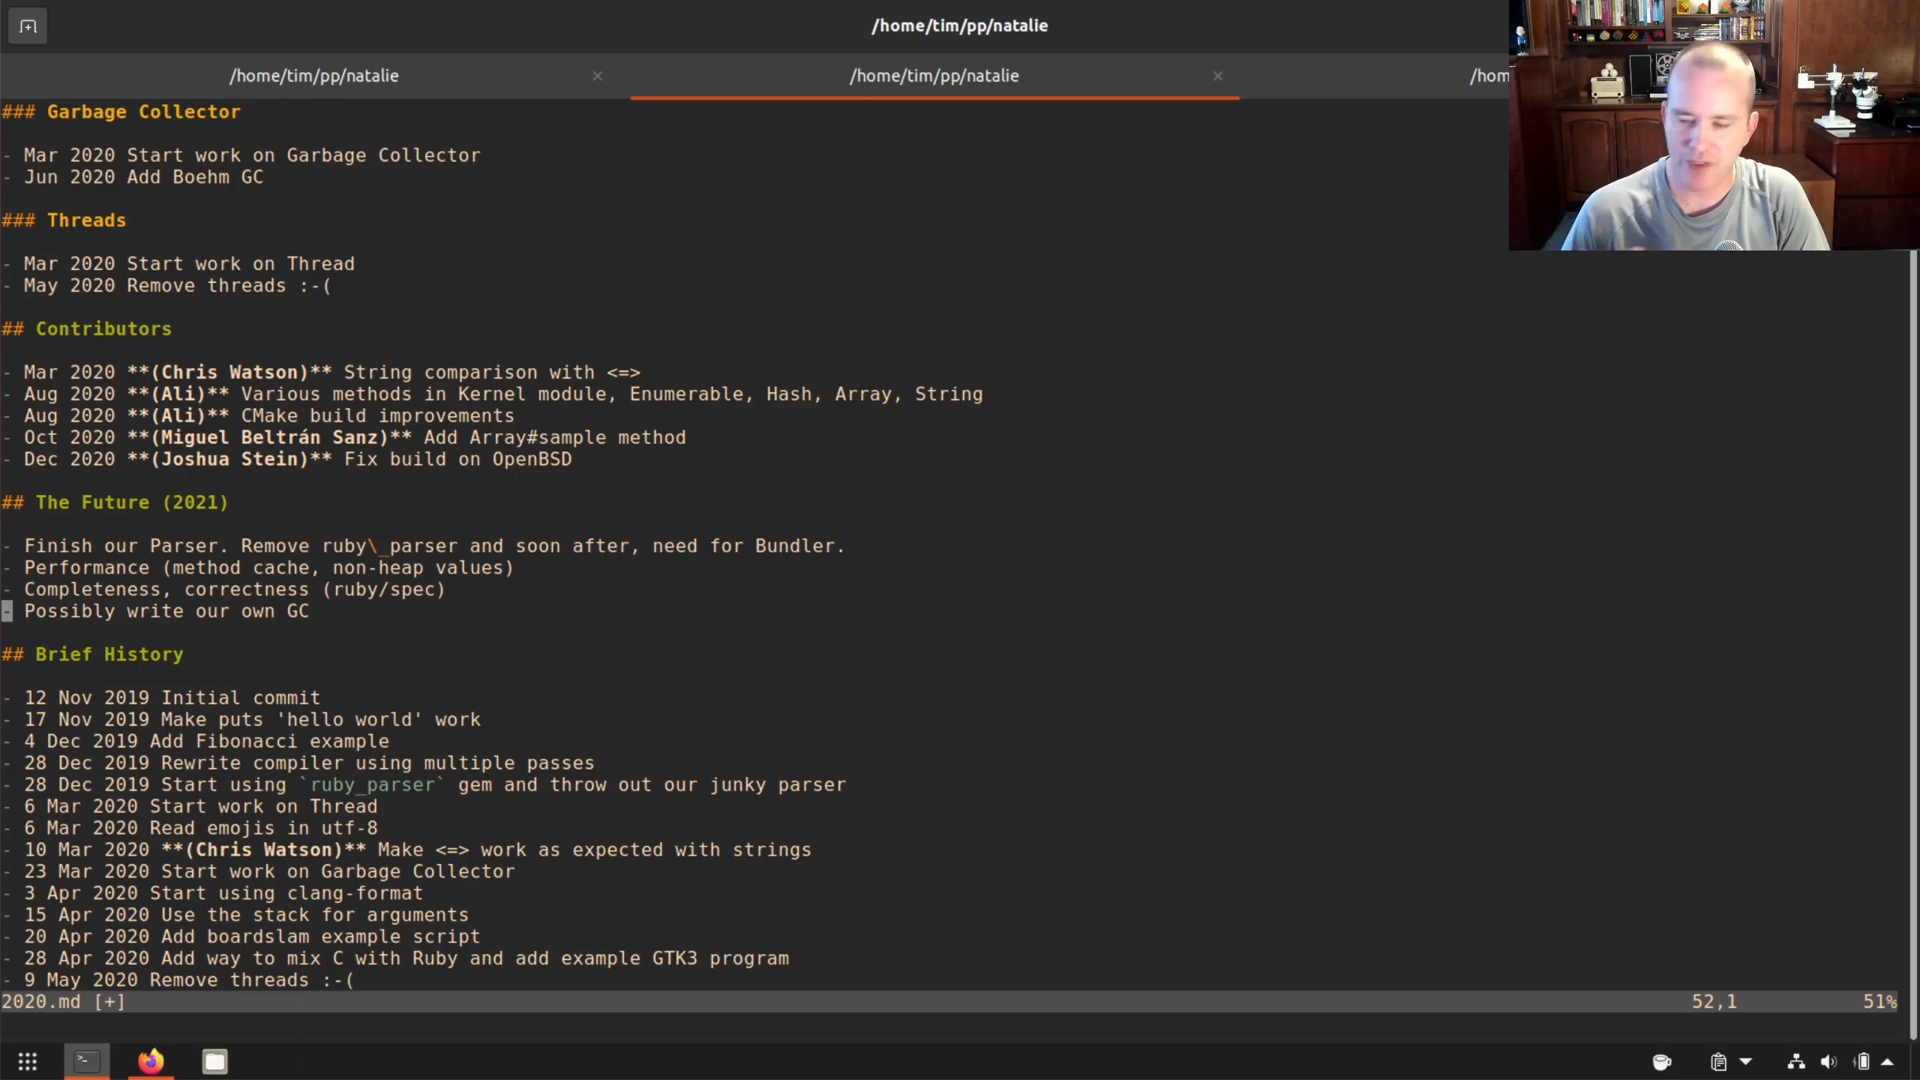 /home/tim/pp/natalie
/home/tim/pp/natalie × /home/tim/pp/natalie × /hom
### Garbage Collector
- Mar 2020 Start work on Garbage Collector
- Jun 2020 Add Boehm GC
### Threads
- Mar 2020 Start work on Thread
- May 2020 Remove threads :-(
## Contributors
- Mar 2020 **(Chris Watson)** String comparison with <=>
- Aug 2020 **(Ali)** Various methods in Kernel module, Enumerable, Hash, Array, String
- Aug 2020 **(Ali)** CMake build improvements
- Oct 2020 **(Miguel Beltrán Sanz)** Add Array#sample method
- Dec 2020 **(Joshua Stein)** Fix build on OpenBSD
## The Future (2021)
- Finish our Parser. Remove ruby\_parser and soon after, need for Bundler.
- Performance (method cache, non-heap values)
- Completeness, correctness (ruby/spec)
- Possibly write our own GC
## Brief History
- 12 Nov 2019 Initial commit
- 17 Nov 2019 Make puts 'hello world' work
- 4 Dec 2019 Add Fibonacci example
- 28 Dec 2019 Rewrite compiler using multiple passes
- 28 Dec 2019 Start using `ruby_parser` gem and throw out our junky parser
- 6 Mar 2020 Start work on Thread
- 6 Mar 2020 Read emojis in utf-8
- 10 Mar 2020 **(Chris Watson)** Make <=> work as expected with strings
- 23 Mar 2020 Start work on Garbage Collector
- 3 Apr 2020 Start using clang-format
- 15 Apr 2020 Use the stack for arguments
- 20 Apr 2020 Add boardslam example script
- 28 Apr 2020 Add way to mix C with Ruby and add example GTK3 program
- 9 May 2020 Remove threads :-(
2020.md [+] 52,1 51%